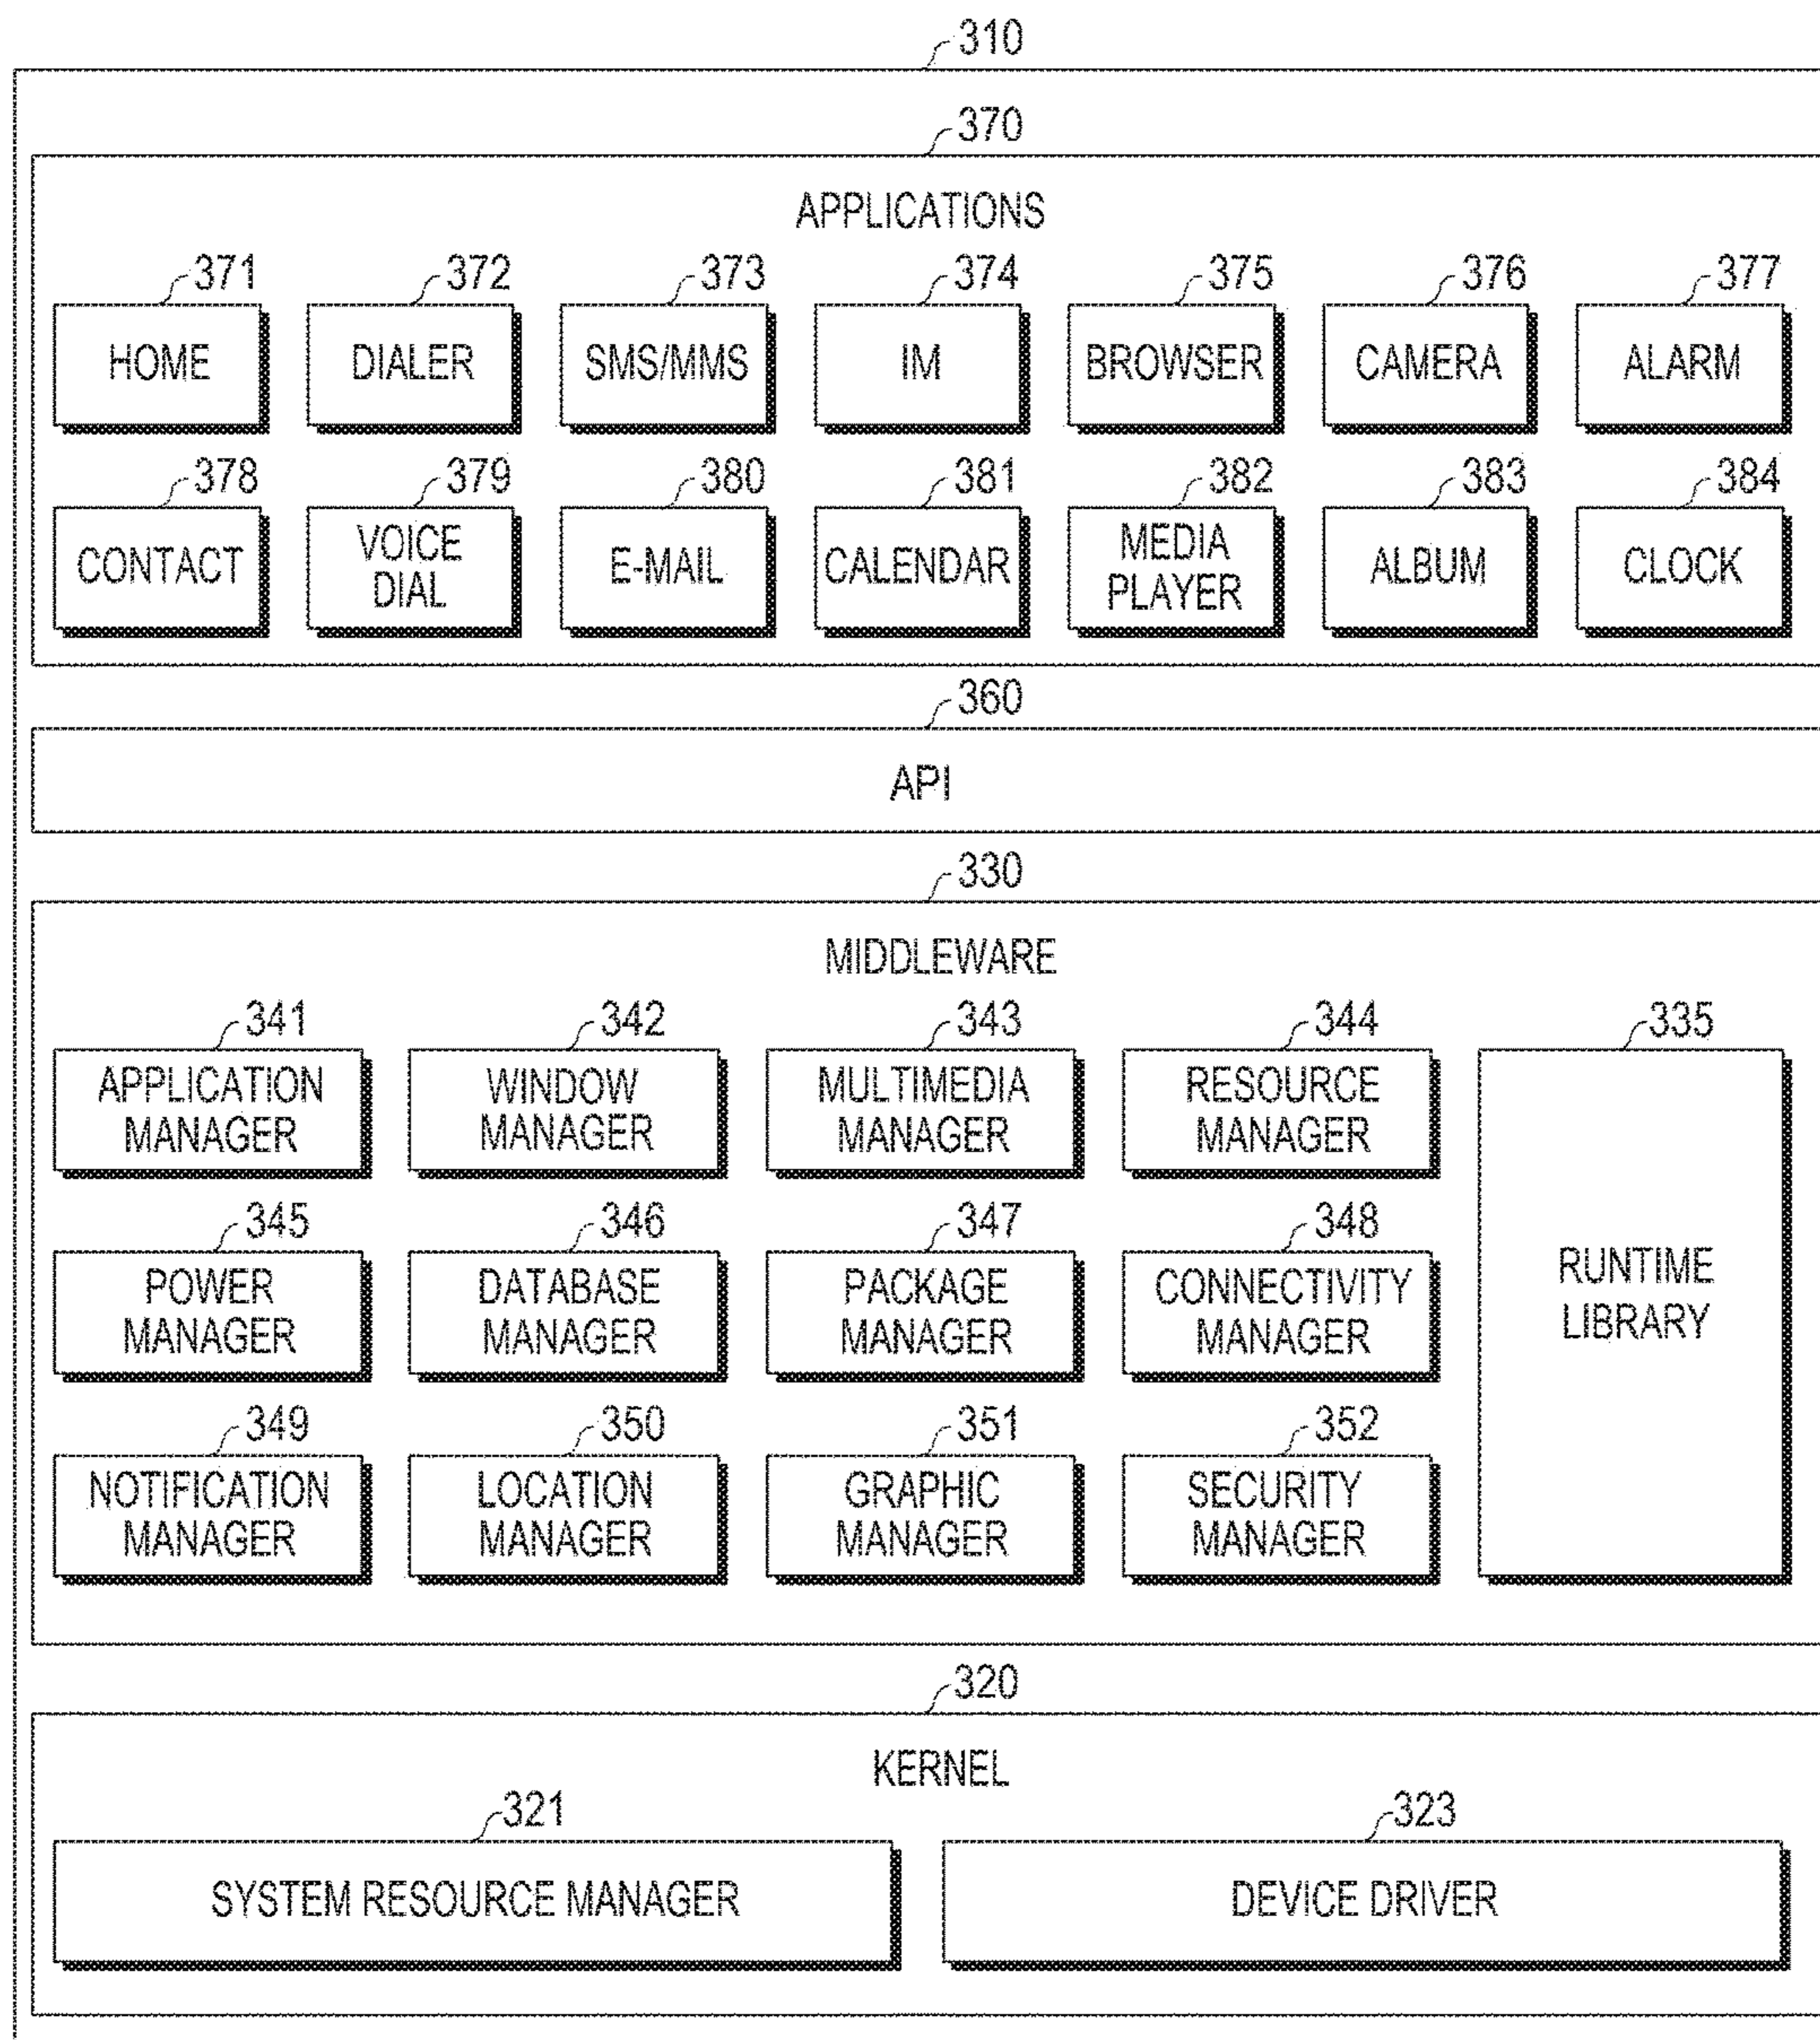 310
370
APPLICATIONS
371 372 373 374 375 376 377
HOME DIALER SMS/MMS IM BROWSER CAMERA ALARM
378 379 380 381 382 383 384
CONTACT VOICE DIAL E-MAIL CALENDAR MEDIA PLAYER ALBUM CLOCK
360
API
330
MIDDLEWARE
341 342 343 344 335
APPLICATION MANAGER WINDOW MANAGER MULTIMEDIA MANAGER RESOURCE MANAGER
345 346 347 348
POWER MANAGER DATABASE MANAGER PACKAGE MANAGER CONNECTIVITY MANAGER RUNTIME LIBRARY
349 350 351 352
NOTIFICATION MANAGER LOCATION MANAGER GRAPHIC MANAGER SECURITY MANAGER
320
KERNEL
321 323
SYSTEM RESOURCE MANAGER DEVICE DRIVER